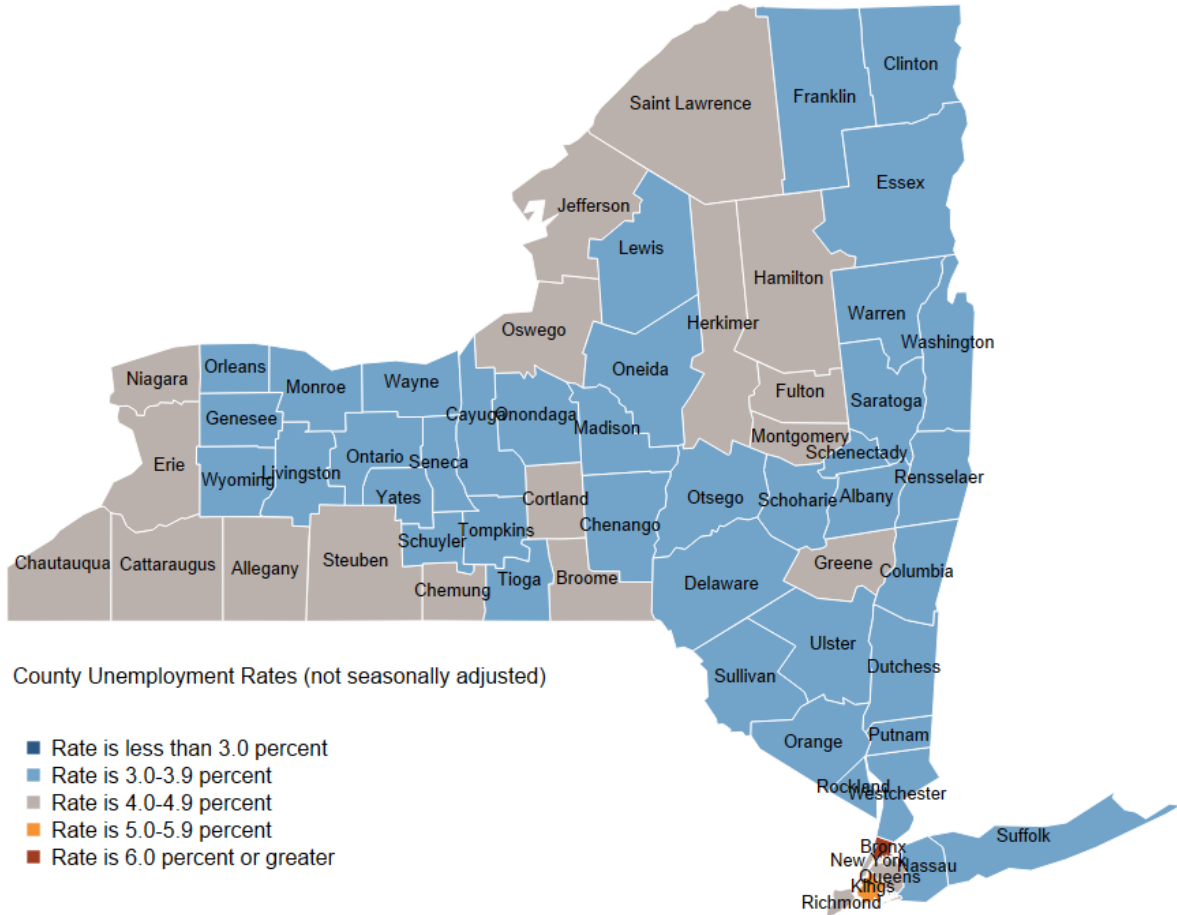 Clinton
Franklin
Saint Lawrence
Essex
Jefferson
Lewis
Hamilton
Warren
Herkimer
Oswego
Washington
Orleans
Oneida
Niagara
Wayne
Monroe
Fulton
Saratoga
Cayuga
Onondaga
Genesee
Madison
Montgomery
Schenectady
Ontario
Seneca
Erie
Livingston
Wyoming
Rensselaer
Yates
Cortland
Otsego
Schoharie
Albany
Chenango
Tompkins
Schuyler
Steuben
Chautauqua
Cattaraugus
Allegany
Greene
Columbia
Tioga
Broome
Chemung
Delaware
Ulster
Dutchess
Sullivan
County Unemployment Rates (not seasonally adjusted)
Putnam
Orange
Rate is less than 3.0 percent
Rate is 3.0-3.9 percent
Rate is 4.0-4.9 percent
Rate is 5.0-5.9 percent
Rate is 6.0 percent or greater
Rockland
Westchester
Suffolk
Bronx
New York
Nassau
Queens
Kings
Richmond